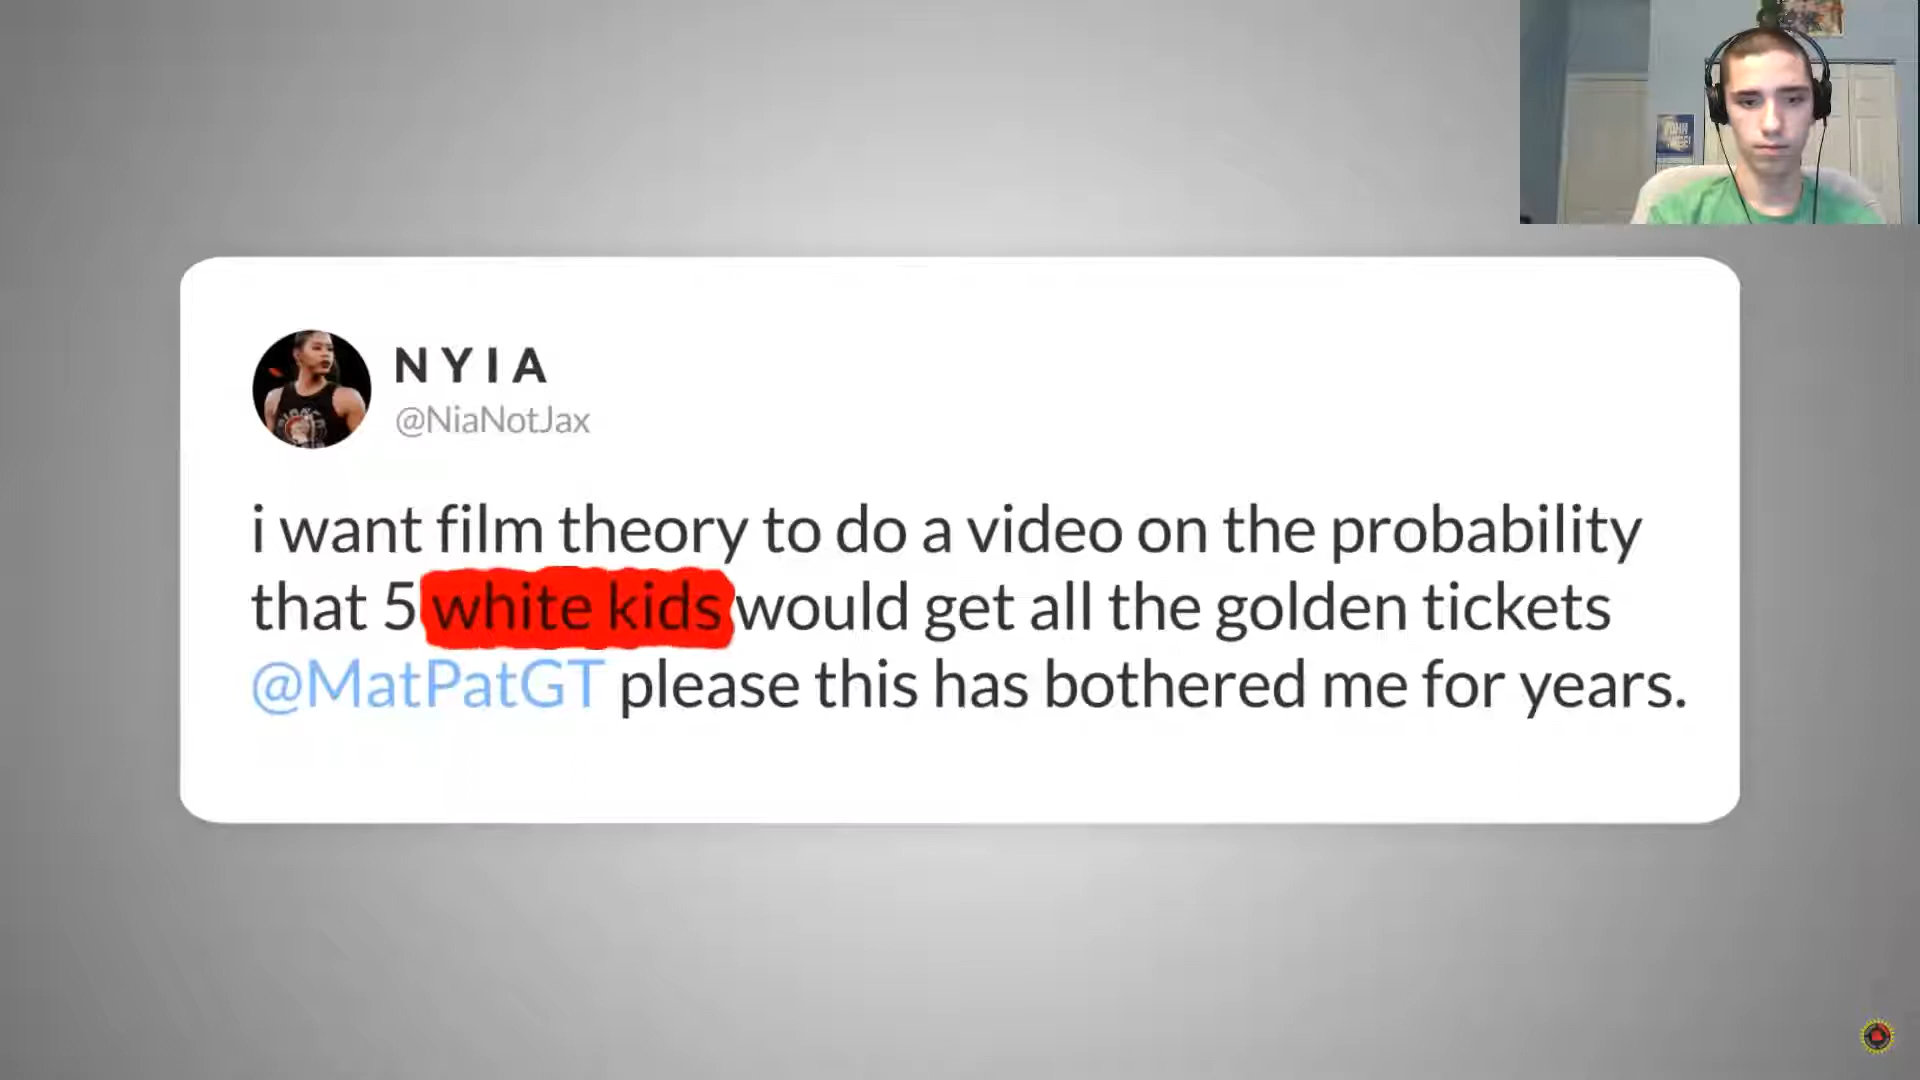 N Y I A
@NiaNotJax
i want film theory to do a video on the probability
that 5 white kids would get all the golden tickets
@MatPatGT please this has bothered me for years.